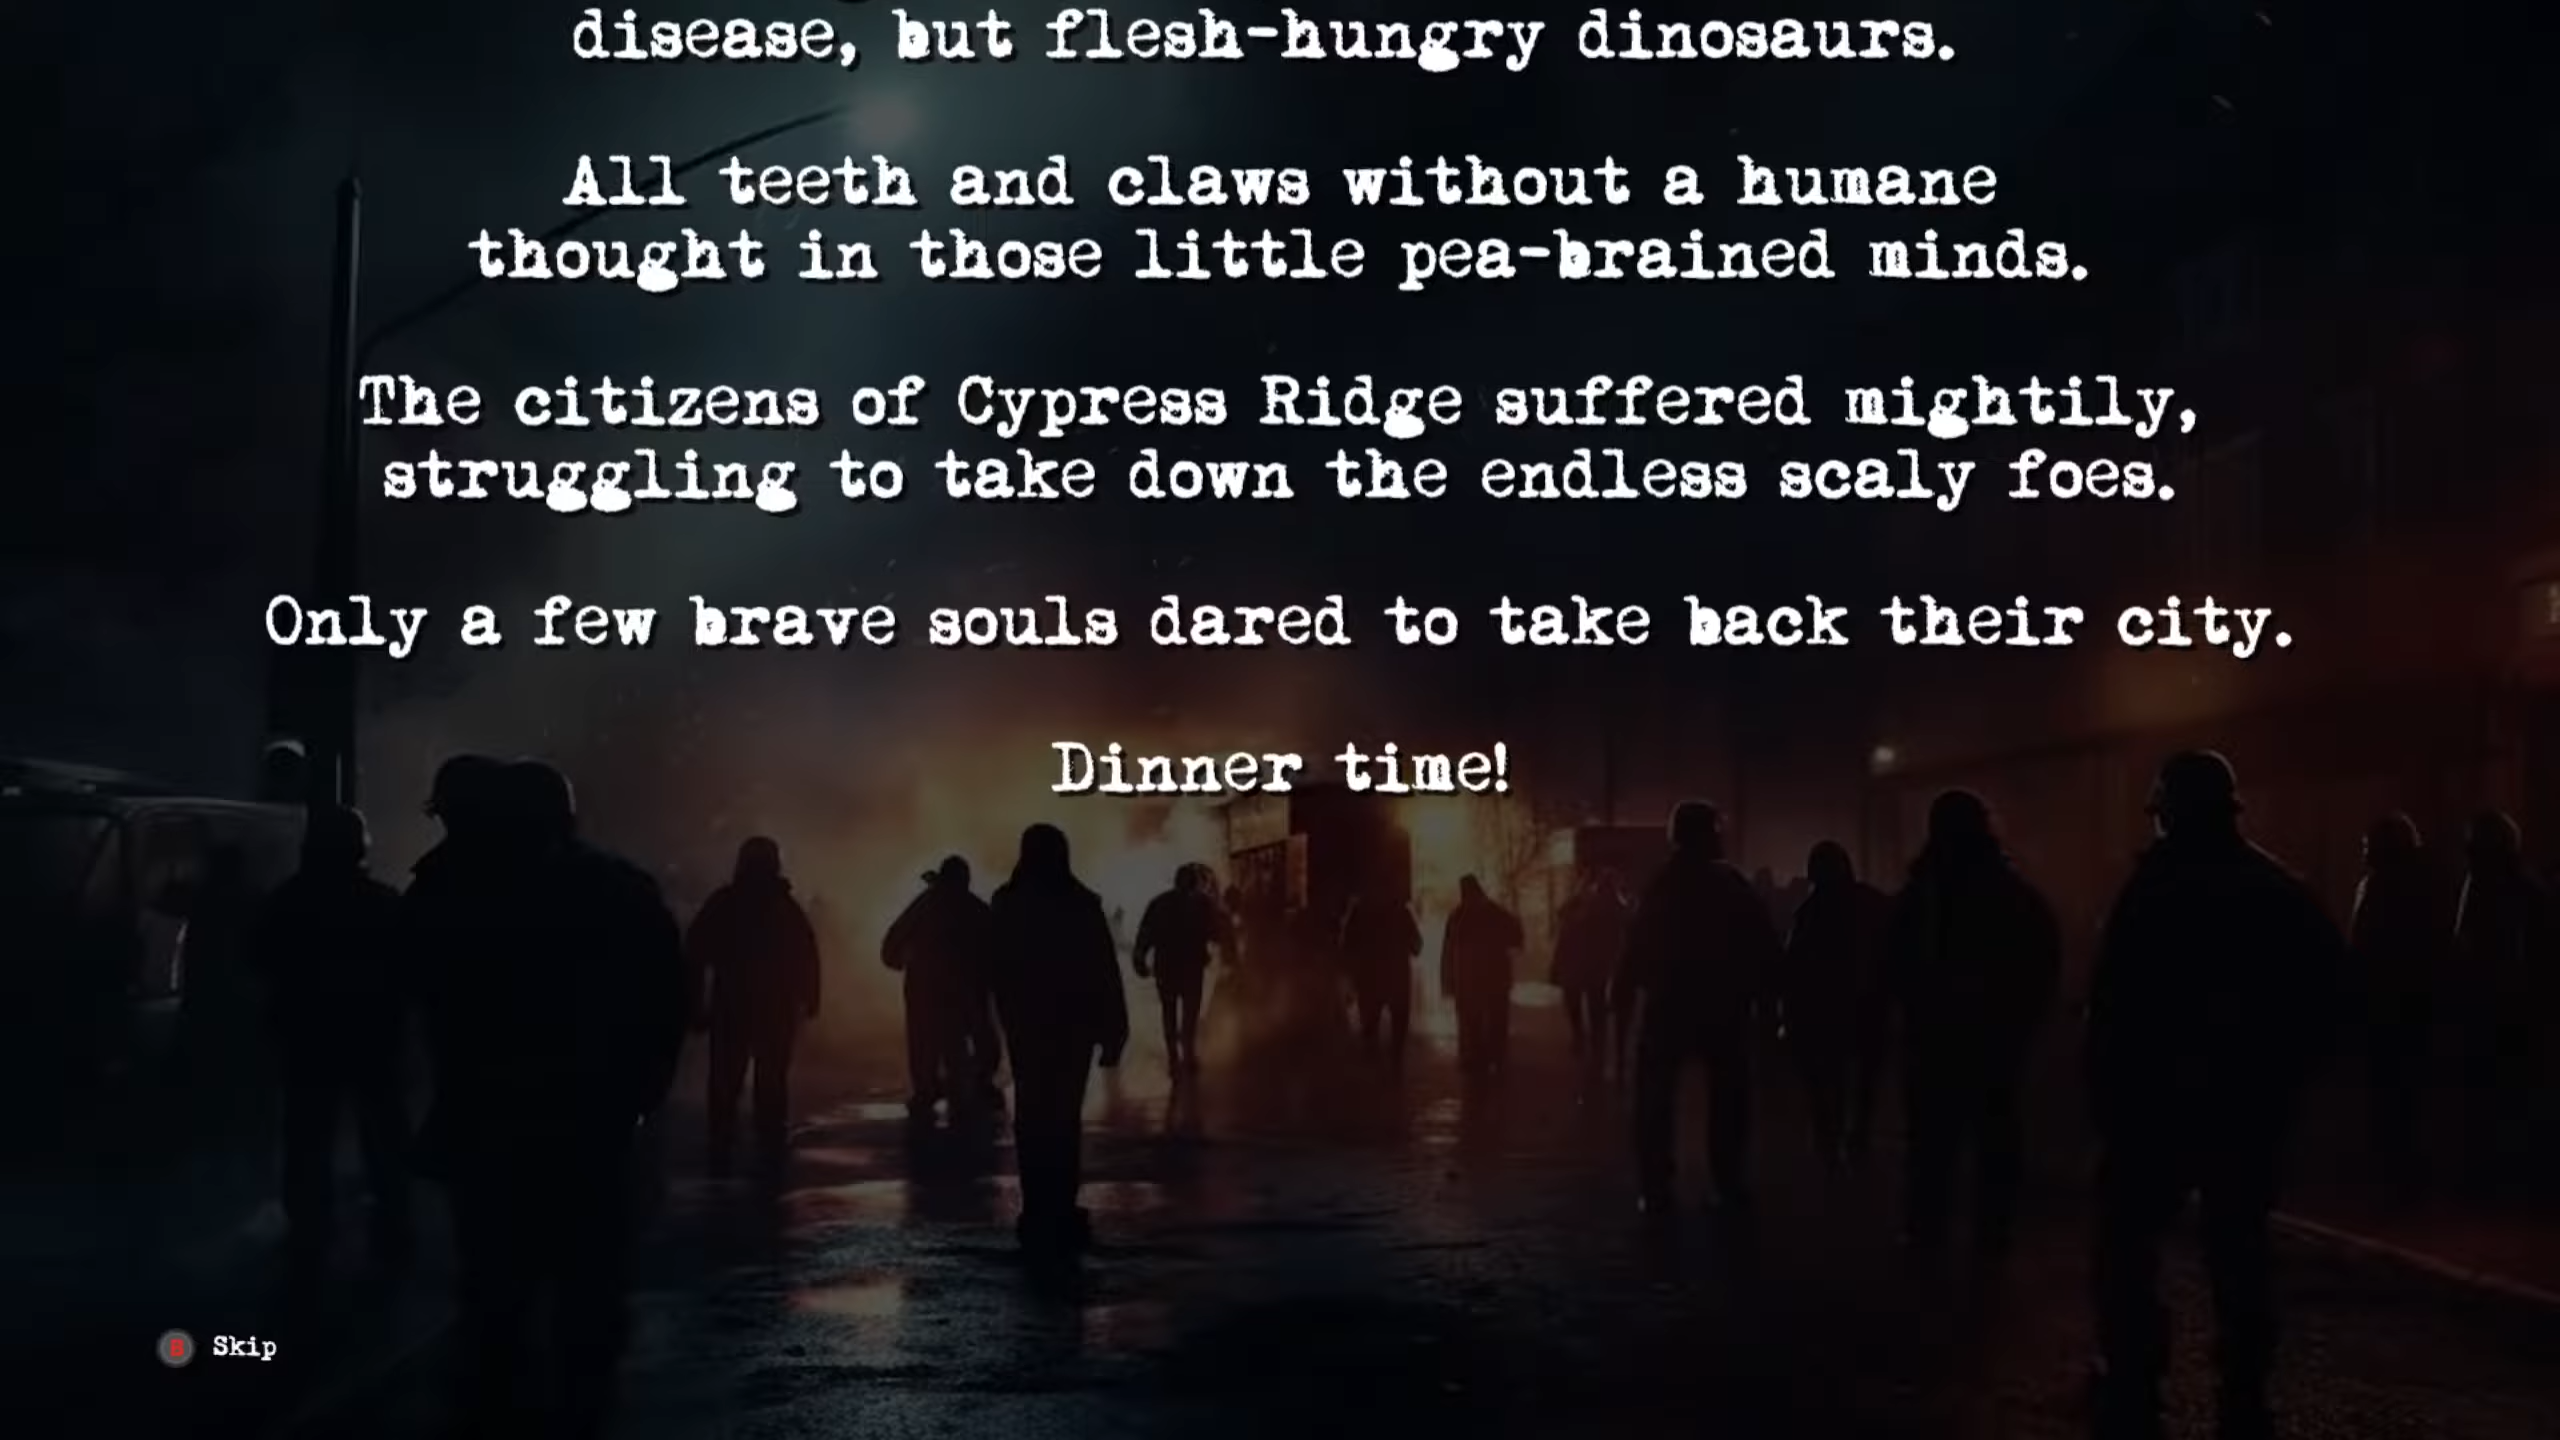 disease, but flesh-hungry dinosaurs.
All teeth and claws without a humane
thought in those little pea-brained minds.
The citizens of Cypress Ridge suffered mightily,
struggling to take down the endless scaly foes.
Only a few brave souls dared to take back their city.
Dinner time!
B Skip